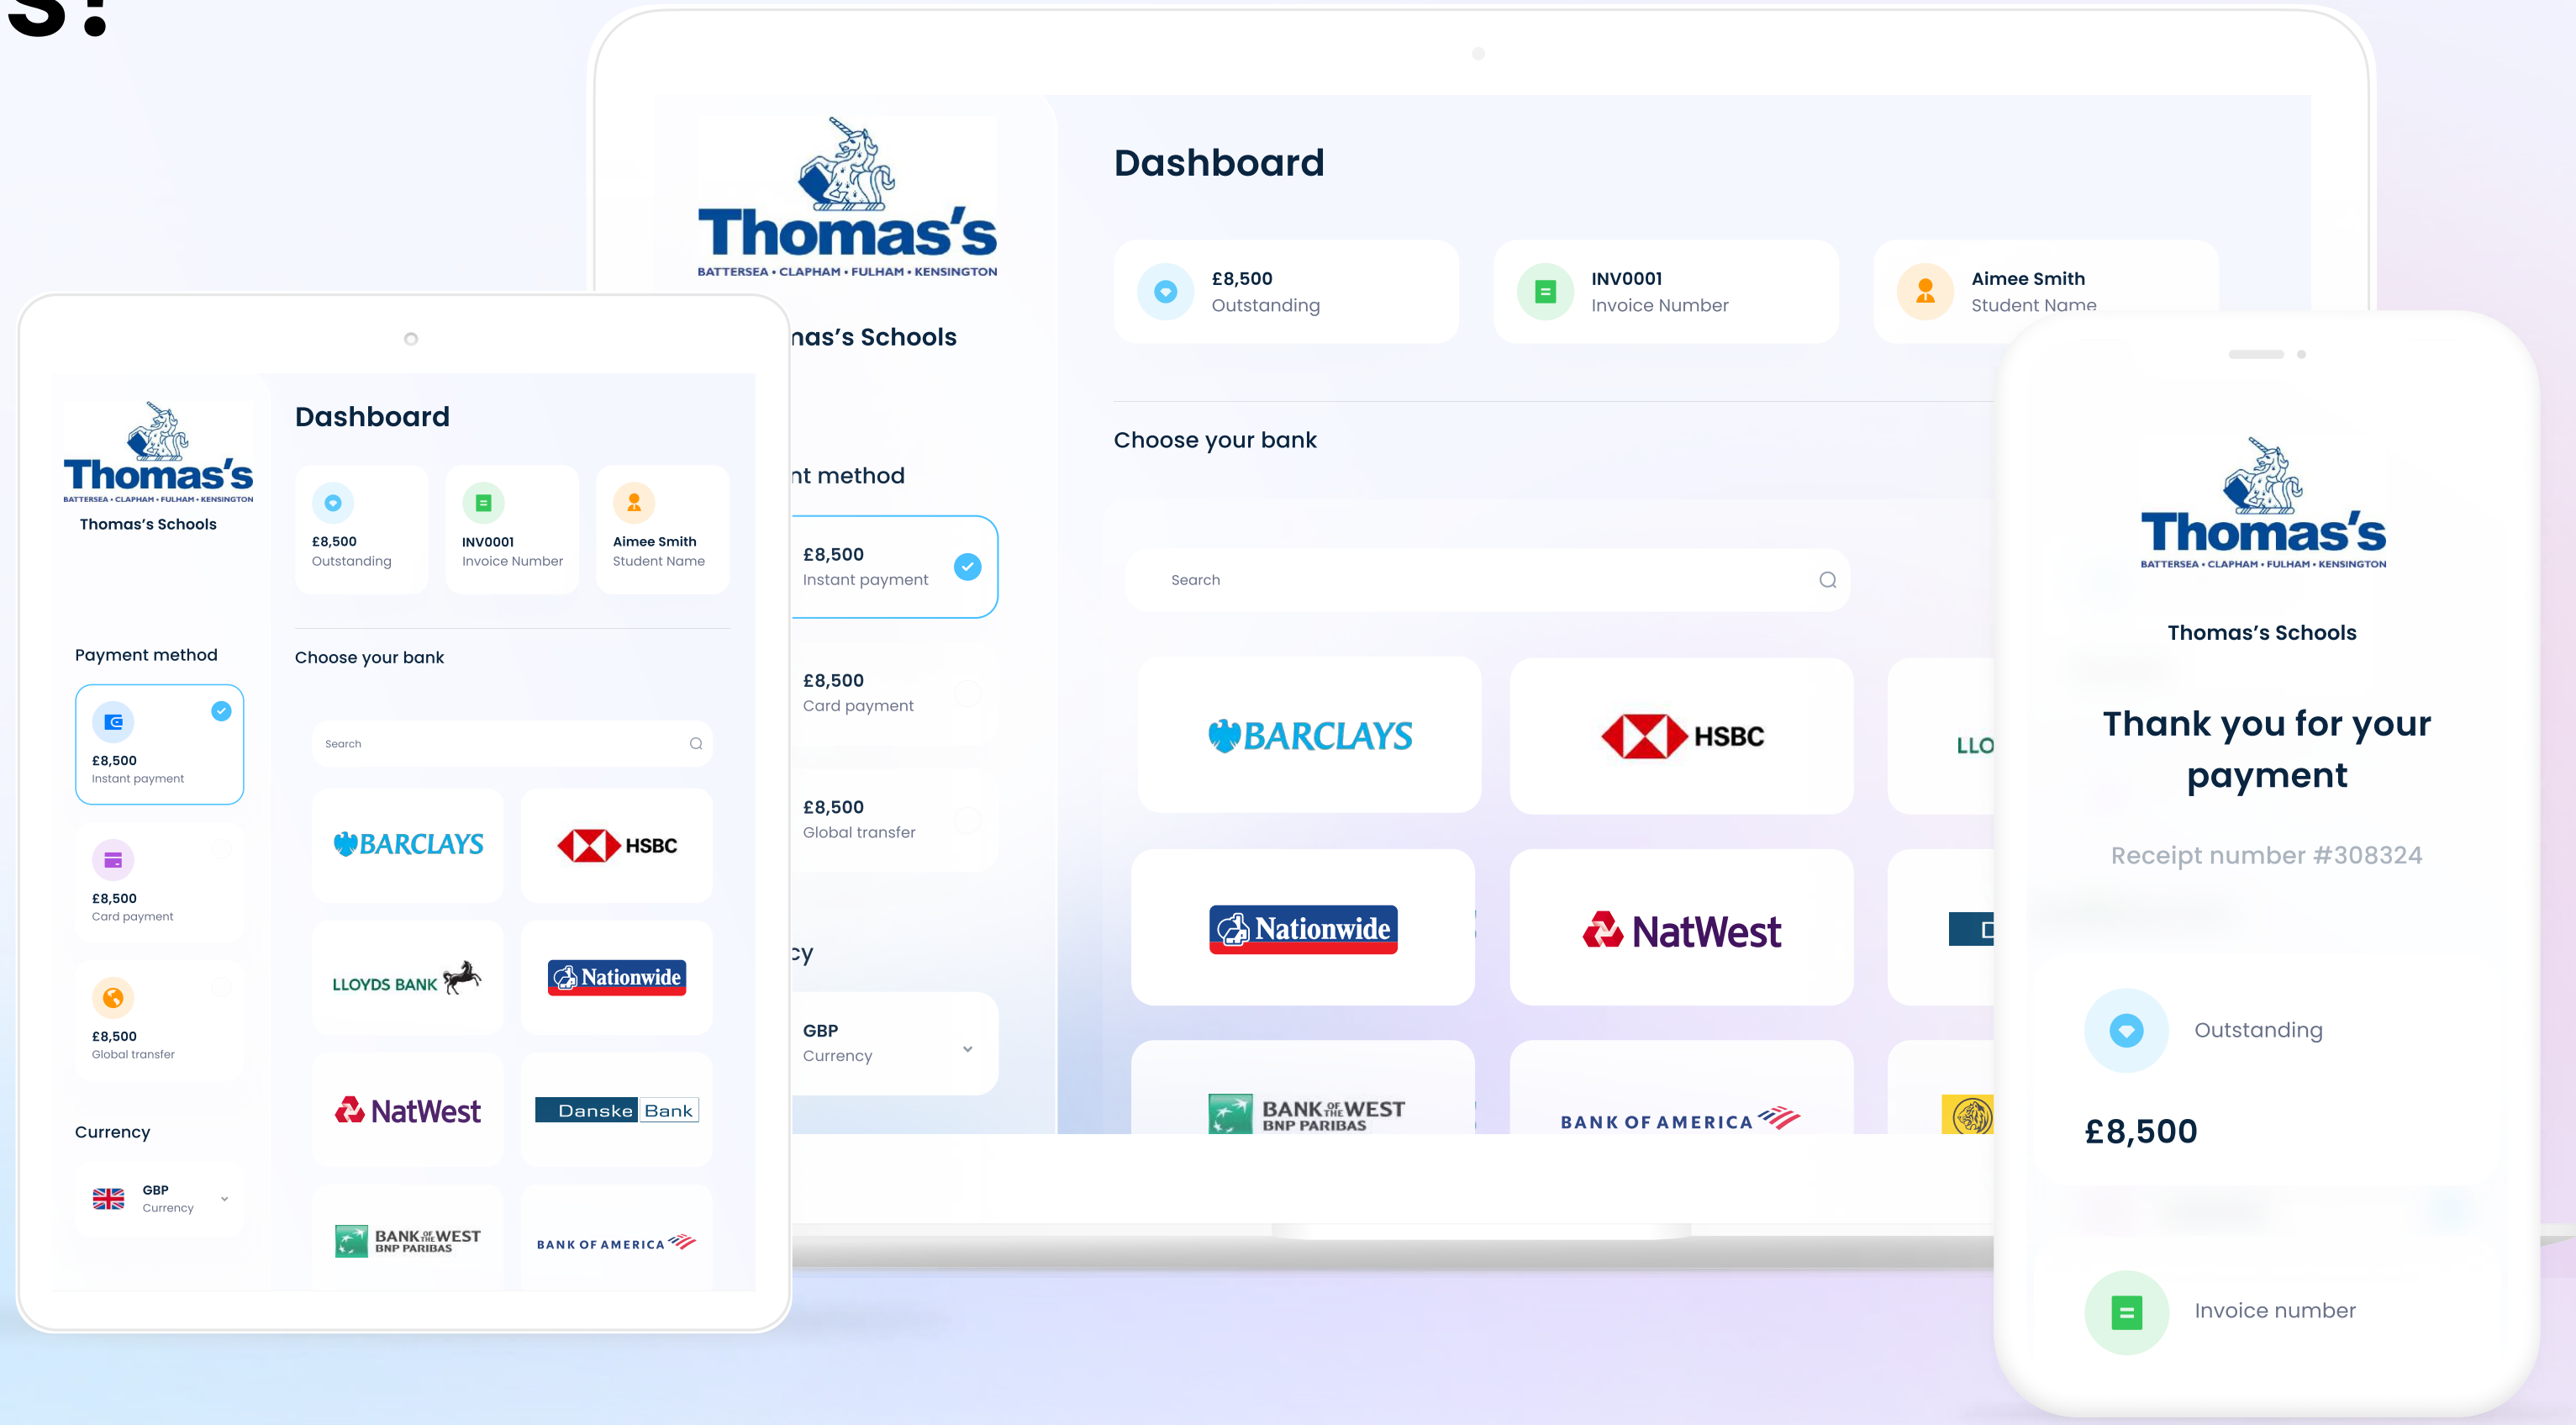 s?
Thomas's
BATTERSEA • CLAPHAM • FULHAM • KENSINGTON
Thomas's Schools
Payment method
£8,500
Instant payment
£8,500
Card payment
£8,500
Global transfer
Currency
GBP
Currency
Dashboard
£8,500
Outstanding
INV0001
Invoice Number
Aimee Smith
Student Name
Choose your bank
Search
BARCLAYS
HSBC
LLOYDS BANK
Nationwide
NatWest
Danske Bank
BANK OF THE WEST
BNP PARIBAS
BANK OF AMERICA
Thomas's
BATTERSEA • CLAPHAM • FULHAM • KENSINGTON
mas's Schools
nt method
£8,500
Instant payment
£8,500
Card payment
£8,500
Global transfer
cy
GBP
Currency
Dashboard
£8,500
Outstanding
INV0001
Invoice Number
Aimee Smith
Student Name
Choose your bank
Search
BARCLAYS
HSBC
LLO
Nationwide
NatWest
D
BANK OF THE WEST
BNP PARIBAS
BANK OF AMERICA
Thomas's
BATTERSEA • CLAPHAM • FULHAM • KENSINGTON
Thomas's Schools
Thank you for your
payment
Receipt number #308324
Outstanding
£8,500
Invoice number